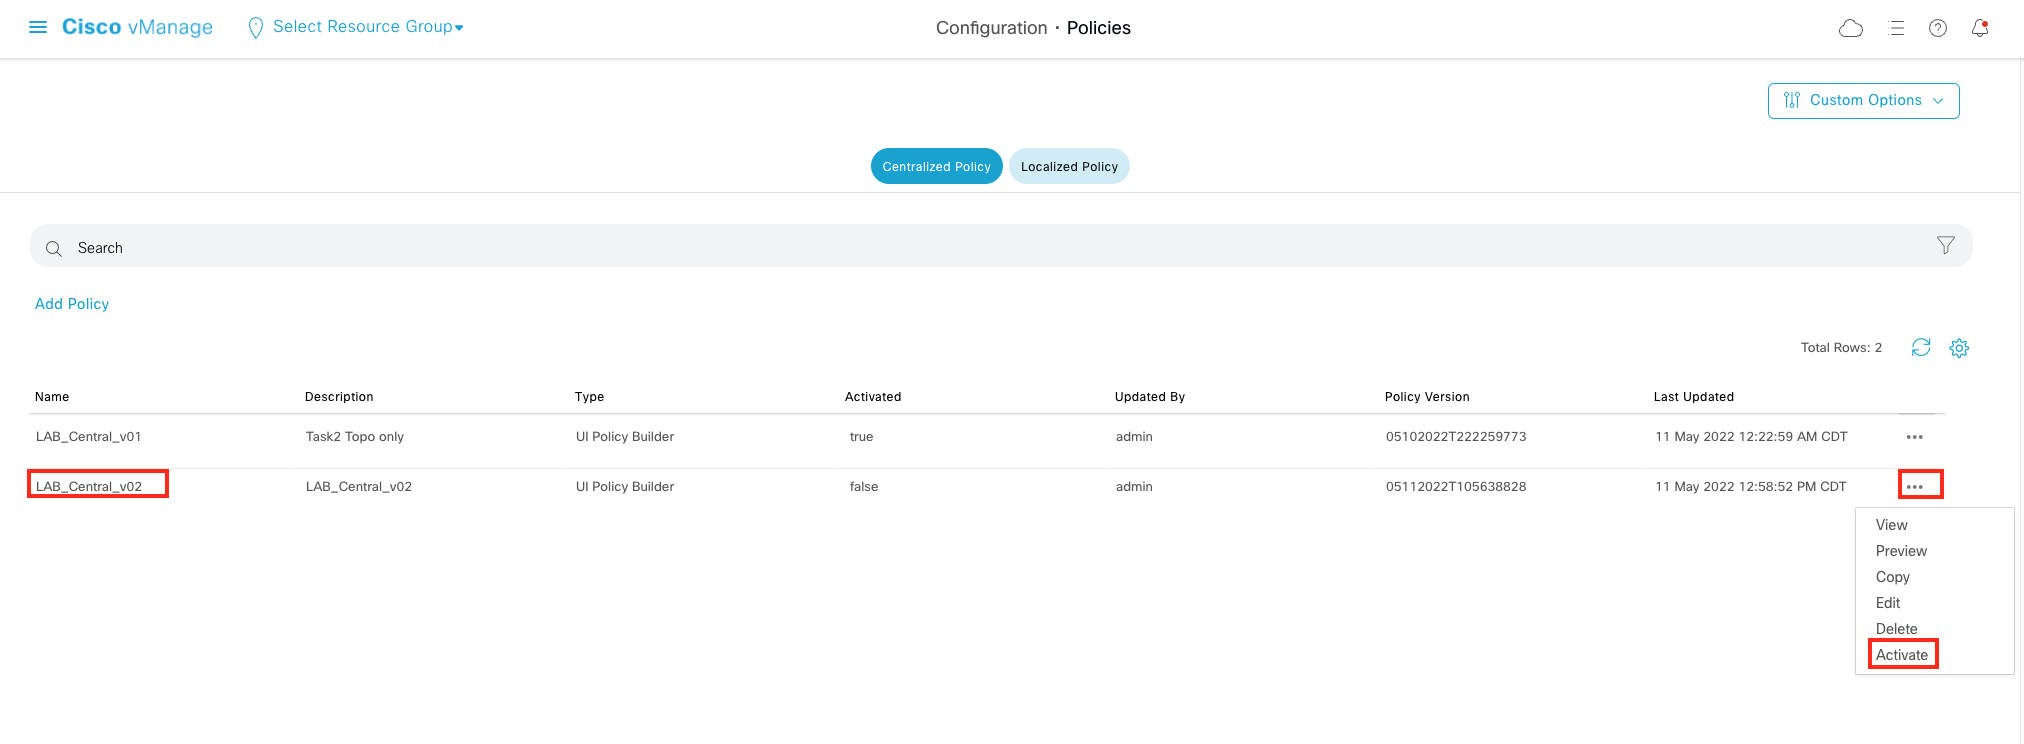 Cisco vManage Select Resource Group Configuration · Policies
Custom Options
Centralized Policy Localized Policy
Search
Add Policy
Total Rows: 2
Name Description Type Activated Updated By Policy Version Last Updated
LAB_Central_v01 Task2 Topo only UI Policy Builder true admin 05102022T222259773 11 May 2022 12:22:59 AM CDT
LAB_Central_v02 LAB_Central_v02 UI Policy Builder false admin 05112022T105638828 11 May 2022 12:58:52 PM CDT
View
Preview
Copy
Edit
Delete
Activate